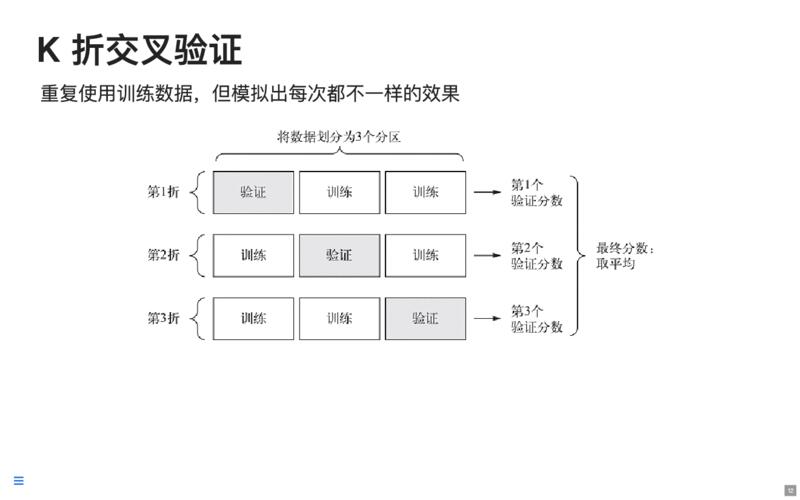 K 折交叉验证
重复使用训练数据，但模拟出每次都不一样的效果
将数据划分为3个分区
第1折 验证 训练 训练 第1个
验证分数
第2折 训练 验证 训练 第2个
验证分数
最终分数：
取平均
第3折 训练 训练 验证 第3个
验证分数
12